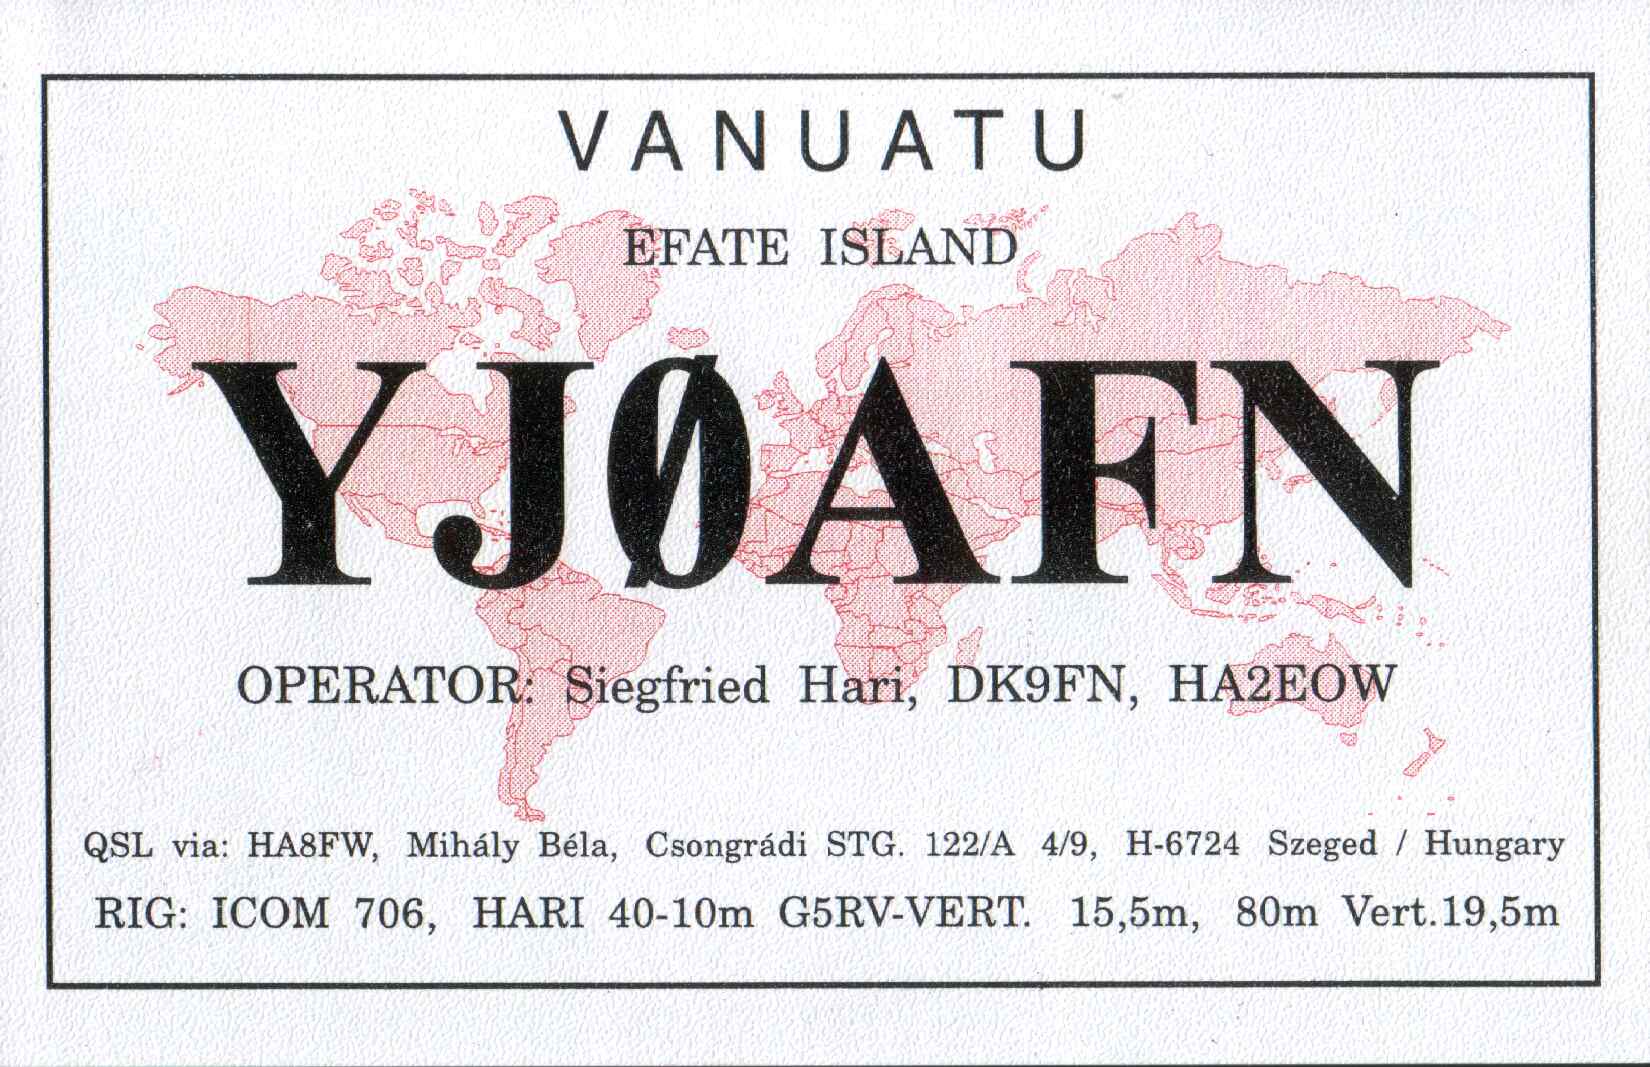 VANUATU
EFATE ISLAND
YJØAFN
OPERATOR: Siegfried Hari, DK9FN, HA2EOW
QSL via: HA8FW, Mihály Béla, Csongrádi STG. 122/A 4/9, H-6724 Szeged / Hungary
RIG: ICOM 706, HARI 40-10m G5RV-VERT. 15,5m, 80m Vert.19,5m